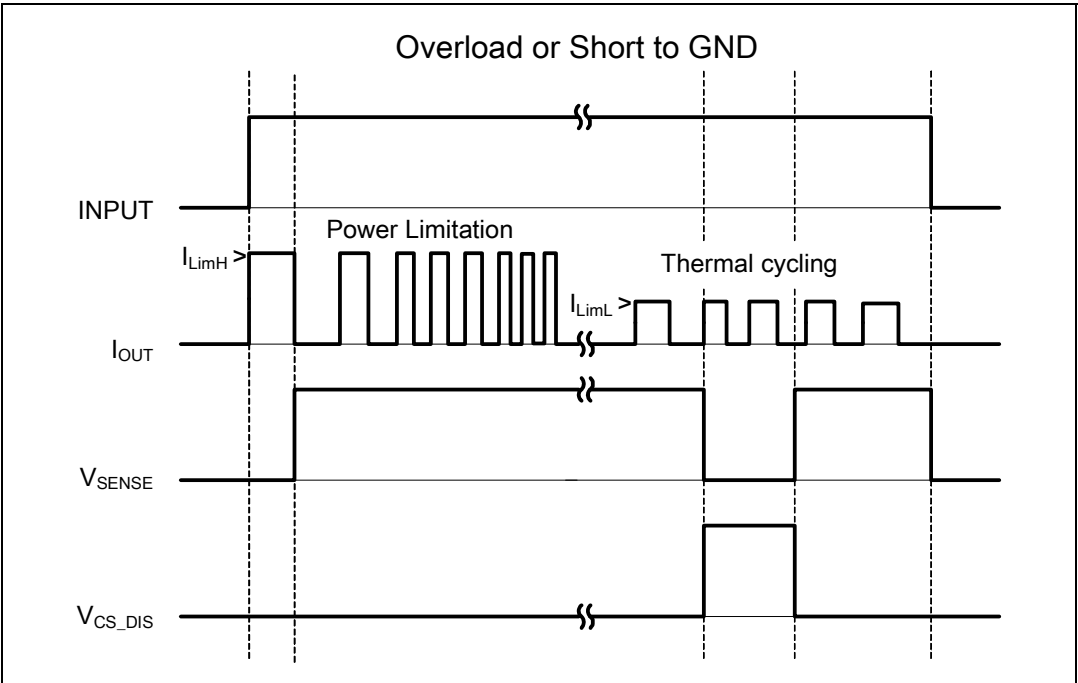 Overload or Short to GND
INPUT
Power Limitation
I_LimH >
Thermal cycling
I_LimL >
I_OUT
V_SENSE
V_CS_DIS